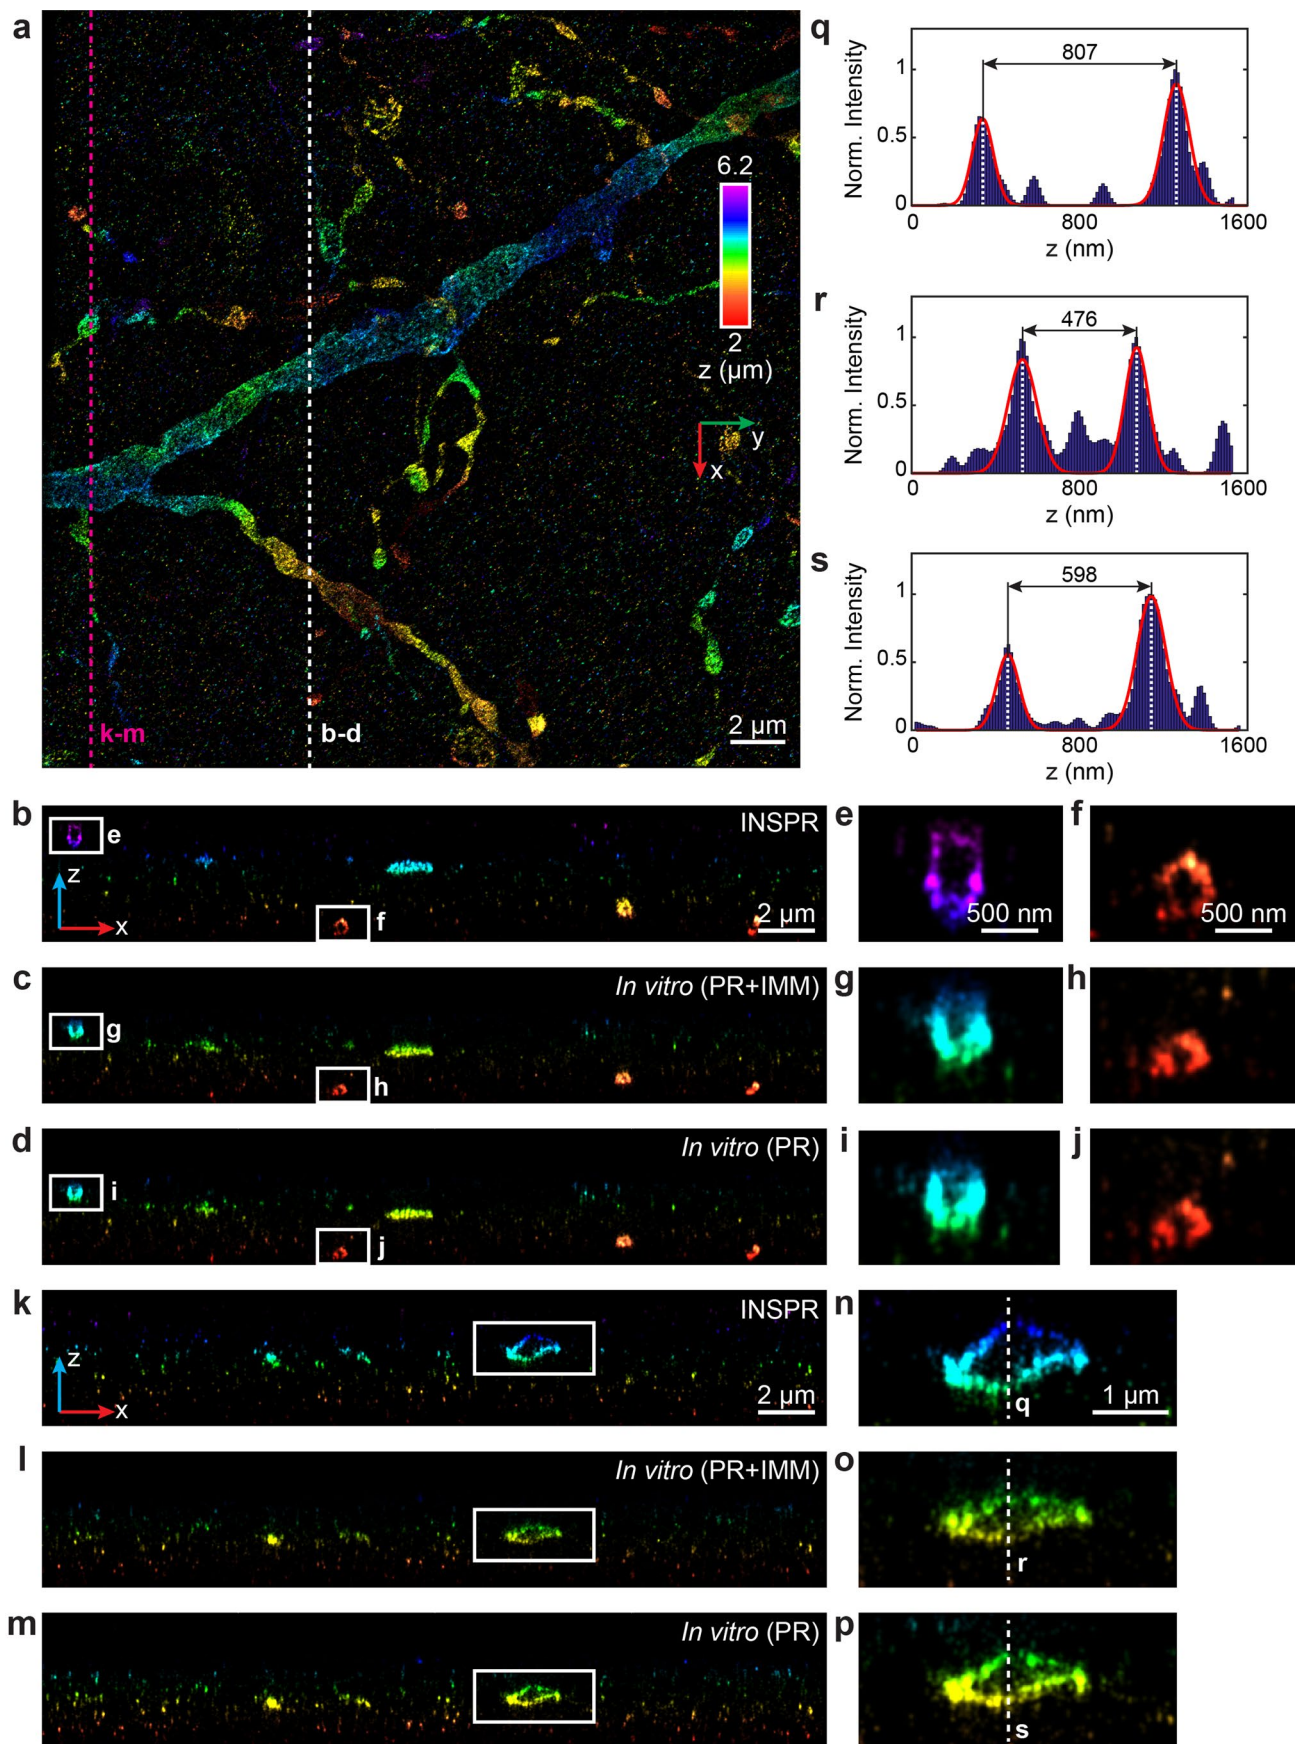 a
6.2
2
z (µm)
y
x
k-m
b-d
2 µm
q
Norm. Intensity
1
0.5
0
807
0
800
1600
z (nm)
r
Norm. Intensity
1
0.5
0
476
0
800
1600
z (nm)
s
Norm. Intensity
1
0.5
0
598
0
800
1600
z (nm)
b
INSPR
e
z
x
f
2 µm
e
500 nm
f
500 nm
c
In vitro (PR+IMM)
g
h
g
h
d
In vitro (PR)
i
j
i
j
k
INSPR
z
x
2 µm
n
q
1 µm
l
In vitro (PR+IMM)
o
r
m
In vitro (PR)
p
s